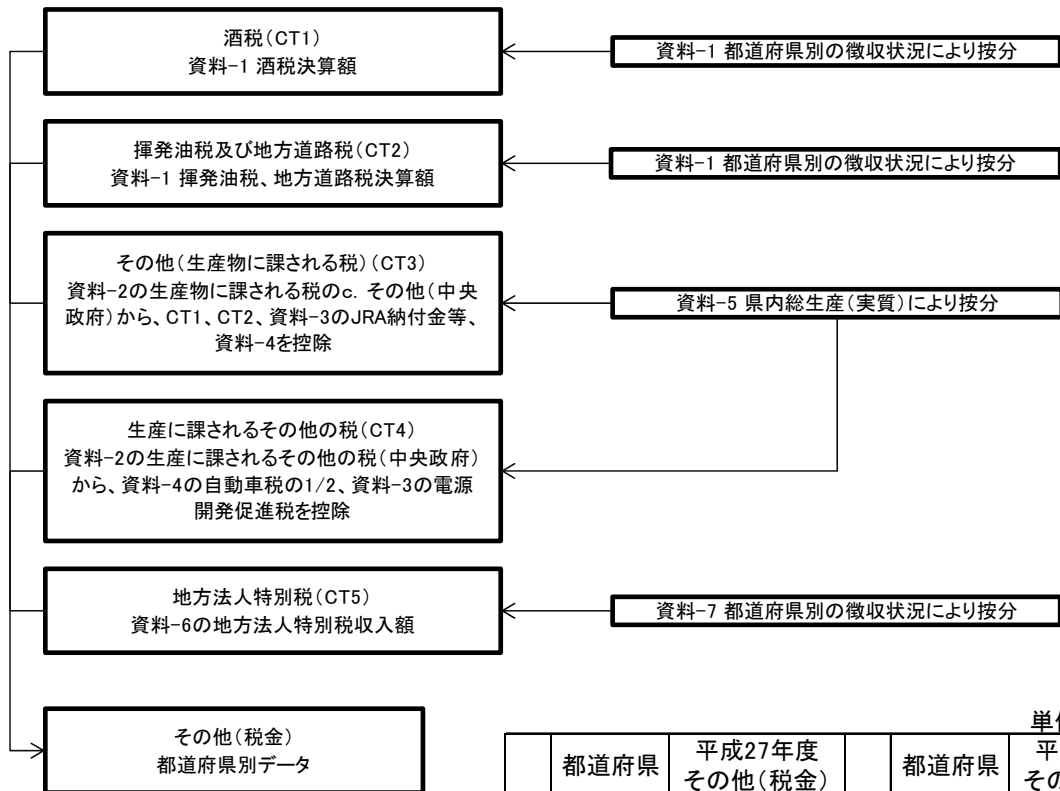 酒税(CT1)
資料-1 酒税決算額
資料-1 都道府県別の徴収状況により按分
揮発油税及び地方道路税(CT2)
資料-1 揮発油税、地方道路税決算額
資料-1 都道府県別の徴収状況により按分
その他(生産物に課される税)(CT3)
資料-2の生産物に課される税のc. その他(中央
政府)から、CT1、CT2、資料-3のJRA納付金等、
資料-4を控除
資料-5 県内総生産(実質)により按分
生産に課されるその他の税(CT4)
資料-2の生産に課されるその他の税(中央政府)
から、資料-4の自動車税の1/2、資料-3の電源
開発促進税を控除
地方法人特別税(CT5)
資料-6の地方法人特別税収入額
資料-7 都道府県別の徴収状況により按分
その他(税金)
都道府県別データ
単
都道府県
平成27年度
その他(税金)
都道府県
平
そ